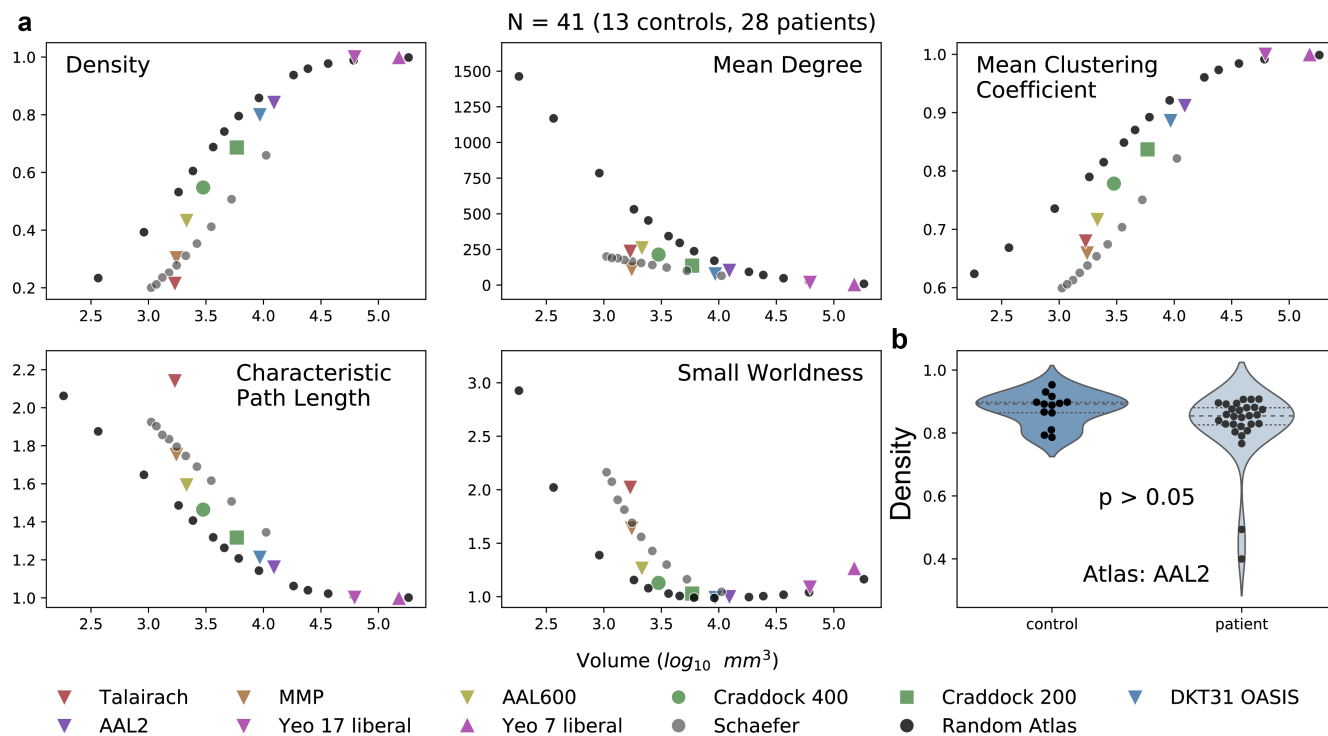 a
N = 41 (13 controls, 28 patients)
Density
1.0
0.8
0.6
0.4
0.2
2.5 3.0 3.5 4.0 4.5 5.0
Mean Degree
1500
1250
1000
750
500
250
0
2.5 3.0 3.5 4.0 4.5 5.0
Mean Clustering
Coefficient
1.0
0.9
0.8
0.7
0.6
2.5 3.0 3.5 4.0 4.5 5.0
Characteristic
Path Length
2.2
2.0
1.8
1.6
1.4
1.2
1.0
2.5 3.0 3.5 4.0 4.5 5.0
Small Worldness
3.0
2.5
2.0
1.5
1.0
2.5 3.0 3.5 4.0 4.5 5.0
Volume (log₁₀ mm³)
b
Density
1.0
0.8
0.6
0.4
p > 0.05
Atlas: AAL2
control patient
Talairach MMP AAL600 Craddock 400 Craddock 200 DKT31 OASIS
AAL2 Yeo 17 liberal Yeo 7 liberal Schaefer Random Atlas